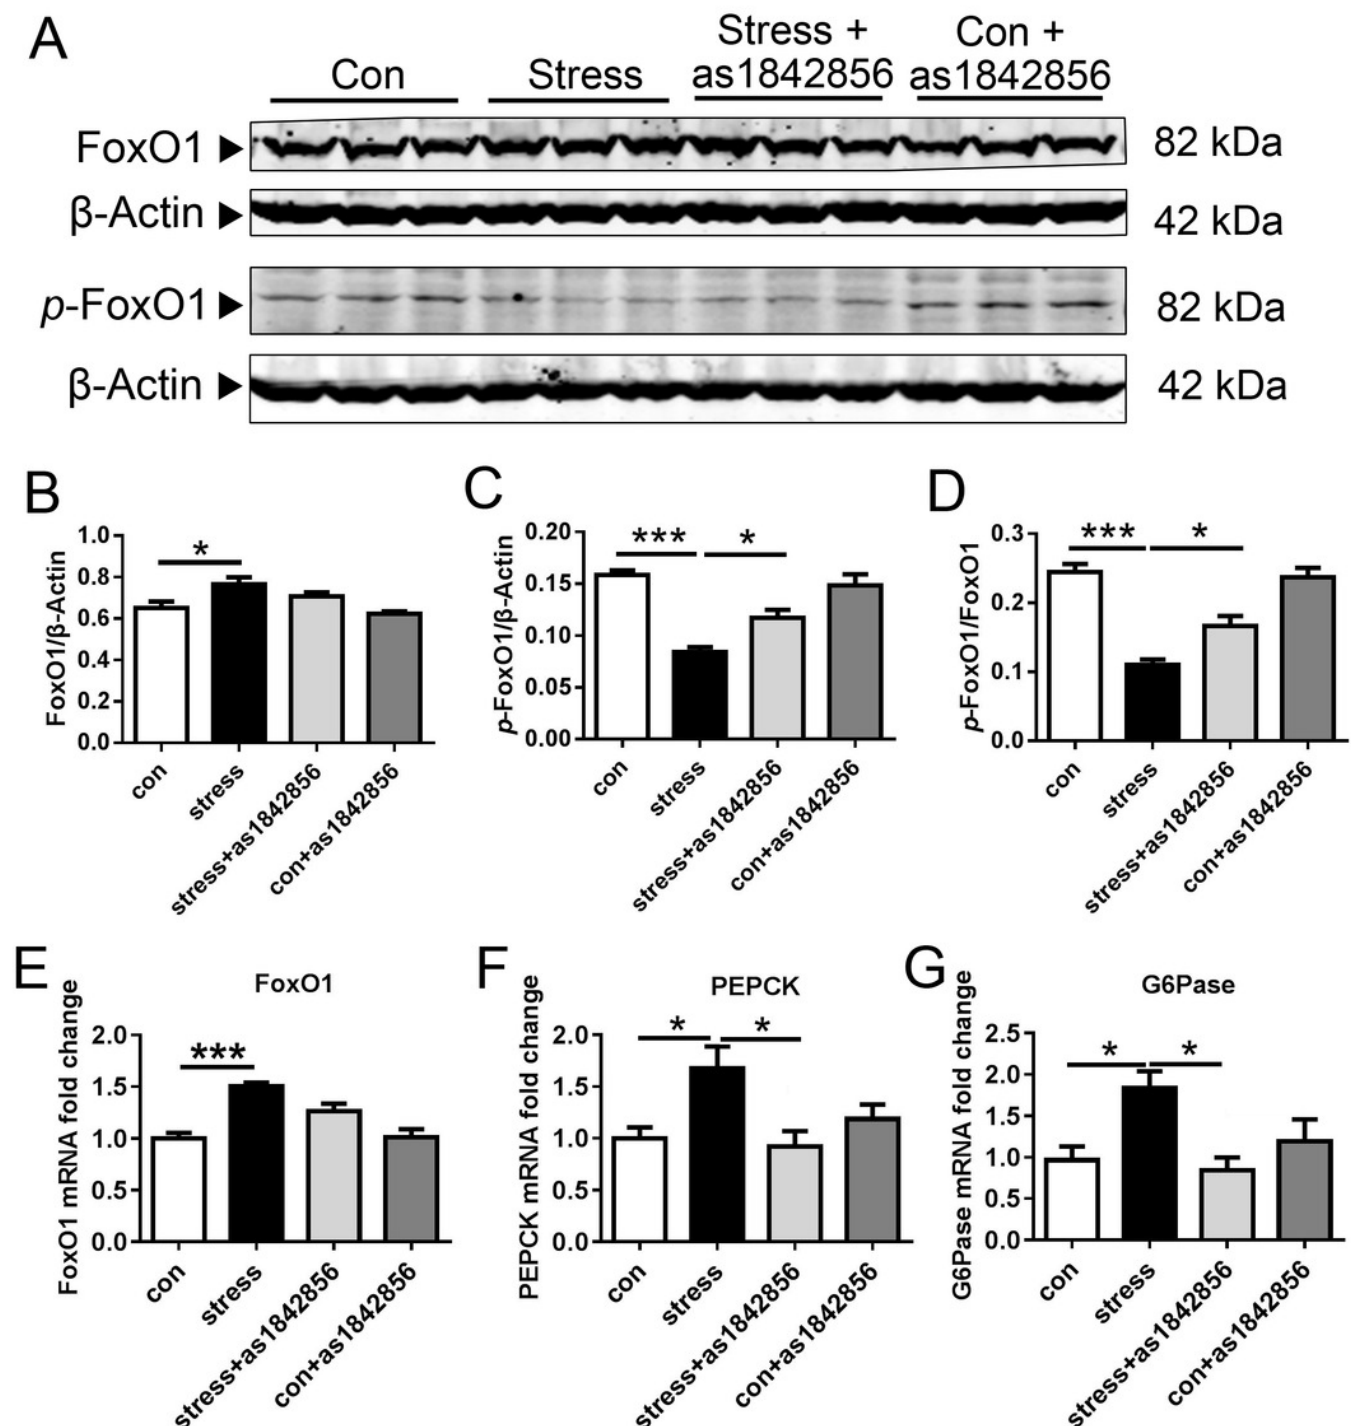 A
Con
Stress
Stress +
as1842856
Con +
as1842856
FoxO1
82 kDa
β-Actin
42 kDa
p-FoxO1
82 kDa
β-Actin
42 kDa
B
FoxO1/β-Actin
1.0
0.8
0.6
0.4
0.2
0.0
*
con
stress
stress+as1842856
con+as1842856
C
p-FoxO1/β-Actin
0.20
0.15
0.10
0.05
0.00
***
*
con
stress
stress+as1842856
con+as1842856
D
p-FoxO1/FoxO1
0.3
0.2
0.1
0.0
***
*
con
stress
stress+as1842856
con+as1842856
E
FoxO1
FoxO1 mRNA fold change
2.0
1.5
1.0
0.5
0.0
***
con
stress
stress+as1842856
con+as1842856
F
PEPCK
PEPCK mRNA fold change
2.0
1.5
1.0
0.5
0.0
*
*
con
stress
stress+as1842856
con+as1842856
G
G6Pase
G6Pase mRNA fold change
2.5
2.0
1.5
1.0
0.5
0.0
*
*
con
stress
stress+as1842856
con+as1842856